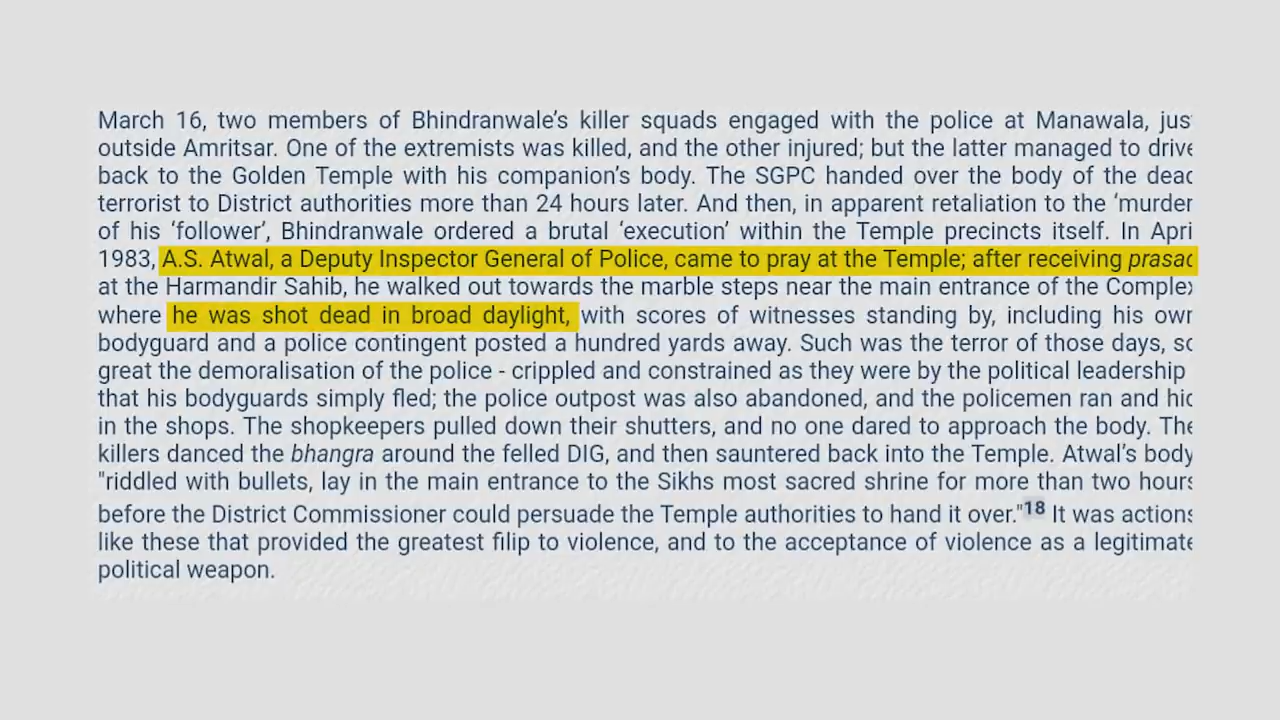 March 16, two members of Bhindranwale’s killer squads engaged with the police at Manawala, jus
outside Amritsar. One of the extremists was killed, and the other injured; but the latter managed to drive
back to the Golden Temple with his companion’s body. The SGPC handed over the body of the dead
terrorist to District authorities more than 24 hours later. And then, in apparent retaliation to the ‘murder
of his ‘follower’, Bhindranwale ordered a brutal ‘execution’ within the Temple precincts itself. In Apri
1983, A.S. Atwal, a Deputy Inspector General of Police, came to pray at the Temple; after receiving prasad
at the Harmandir Sahib, he walked out towards the marble steps near the main entrance of the Complex
where he was shot dead in broad daylight, with scores of witnesses standing by, including his own
bodyguard and a police contingent posted a hundred yards away. Such was the terror of those days, so
great the demoralisation of the police - crippled and constrained as they were by the political leadership
that his bodyguards simply fled; the police outpost was also abandoned, and the policemen ran and hid
in the shops. The shopkeepers pulled down their shutters, and no one dared to approach the body. The
killers danced the bhangra around the felled DIG, and then sauntered back into the Temple. Atwal’s body
"riddled with bullets, lay in the main entrance to the Sikhs most sacred shrine for more than two hours
before the District Commissioner could persuade the Temple authorities to hand it over."18 It was actions
like these that provided the greatest filip to violence, and to the acceptance of violence as a legitimate
political weapon.